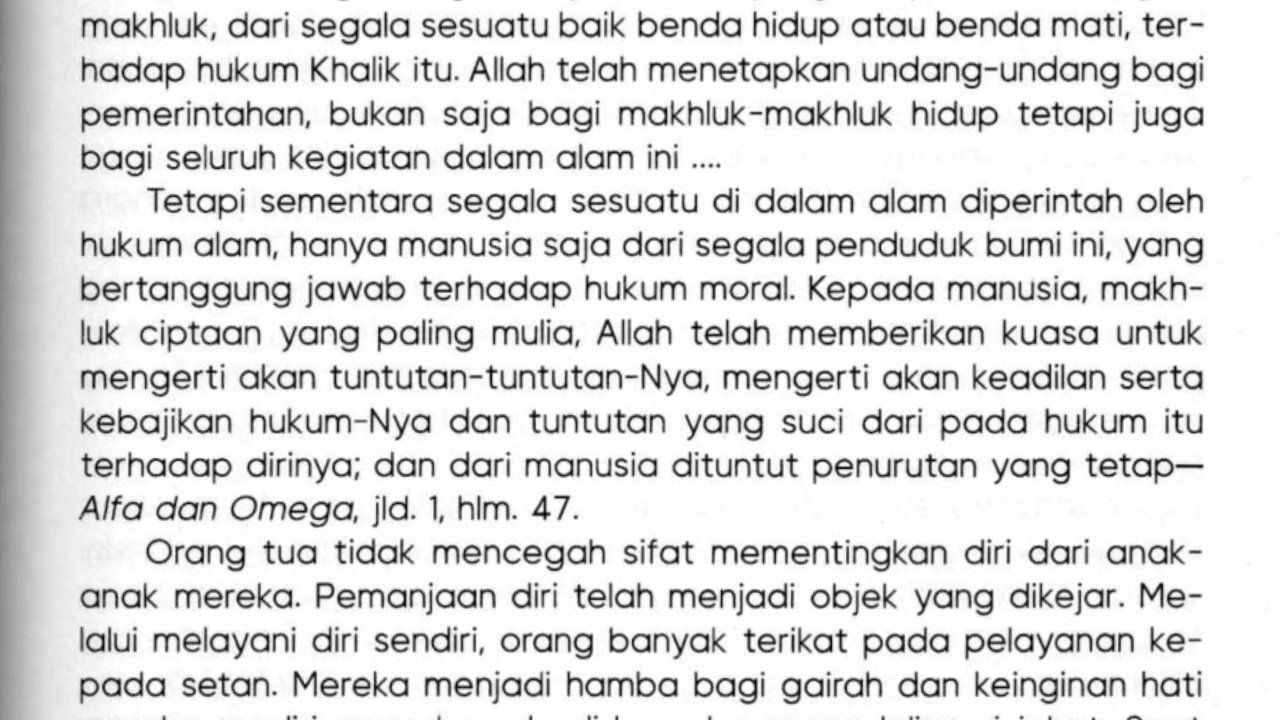 makhluk, dari segala sesuatu baik benda hidup atau benda mati, ter-
hadap hukum Khalik itu. Allah telah menetapkan undang-undang bagi
pemerintahan, bukan saja bagi makhluk-makhluk hidup tetapi juga
bagi seluruh kegiatan dalam alam ini ....
Tetapi sementara segala sesuatu di dalam alam diperintah oleh
hukum alam, hanya manusia saja dari segala penduduk bumi ini, yang
bertanggung jawab terhadap hukum moral. Kepada manusia, makh-
luk ciptaan yang paling mulia, Allah telah memberikan kuasa untuk
mengerti akan tuntutan-tuntutan-Nya, mengerti akan keadilan serta
kebajikan hukum-Nya dan tuntutan yang suci dari pada hukum itu
terhadap dirinya; dan dari manusia dituntut penurutan yang tetap—
Alfa dan Omega, jld. 1, hlm. 47.
Orang tua tidak mencegah sifat mementingkan diri dari anak-
anak mereka. Pemanjaan diri telah menjadi objek yang dikejar. Me-
lalui melayani diri sendiri, orang banyak terikat pada pelayanan ke-
pada setan. Mereka menjadi hamba bagi gairah dan keinginan hati